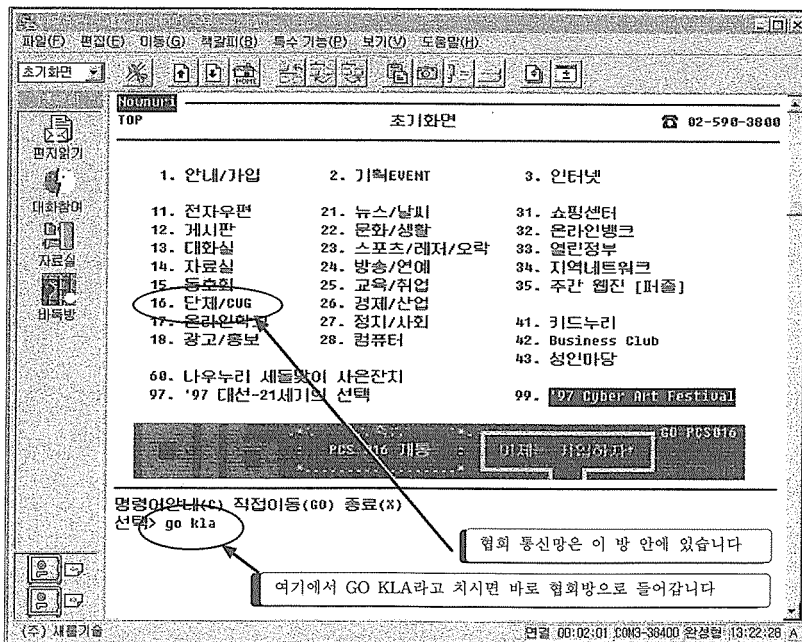 파일(F) 편집(E) 이동(G) 책갈피(B) 특수 기능(P) 보기(V) 도움말(H)
초기화면
HOME
Nownuri
TOP 초기화면 ☎ 02-590-3800
편지읽기
대화참여
자료실
바둑방
1. 안내/가입 2. 기획EVENT 3. 인터넷
11. 전자우편 21. 뉴스/날씨 31. 쇼핑센터
12. 게시판 22. 문화/생활 32. 온라인뱅크
13. 대화실 23. 스포츠/레저/오락 33. 열린정부
14. 자료실 24. 방송/연예 34. 지역네트워크
15. 동호회 25. 교육/취업 35. 주간 웹진 [퍼줄]
16. 단체/CUG 26. 경제/산업
17. 온라인학교 27. 정치/사회 41. 키드누리
18. 광고/홍보 28. 컴퓨터 42. Business Club
43. 성인마당
60. 나우누리 세돌맞이 사은잔치
97. '97 대선-21세기의 선택 99. '97 Cyber Art Festival
GO PCS016
PCS 016 개통 이제 가입하자!
명령어안내(C) 직접이동(GO) 종료(X)
선택> go kla
협회 통신망은 이 방 안에 있습니다
여기에서 GO KLA라고 치시면 바로 협회방으로 들어갑니다
(주) 새롬기술 연결 00:02:01 COM3-38400 완성형 13:22:28